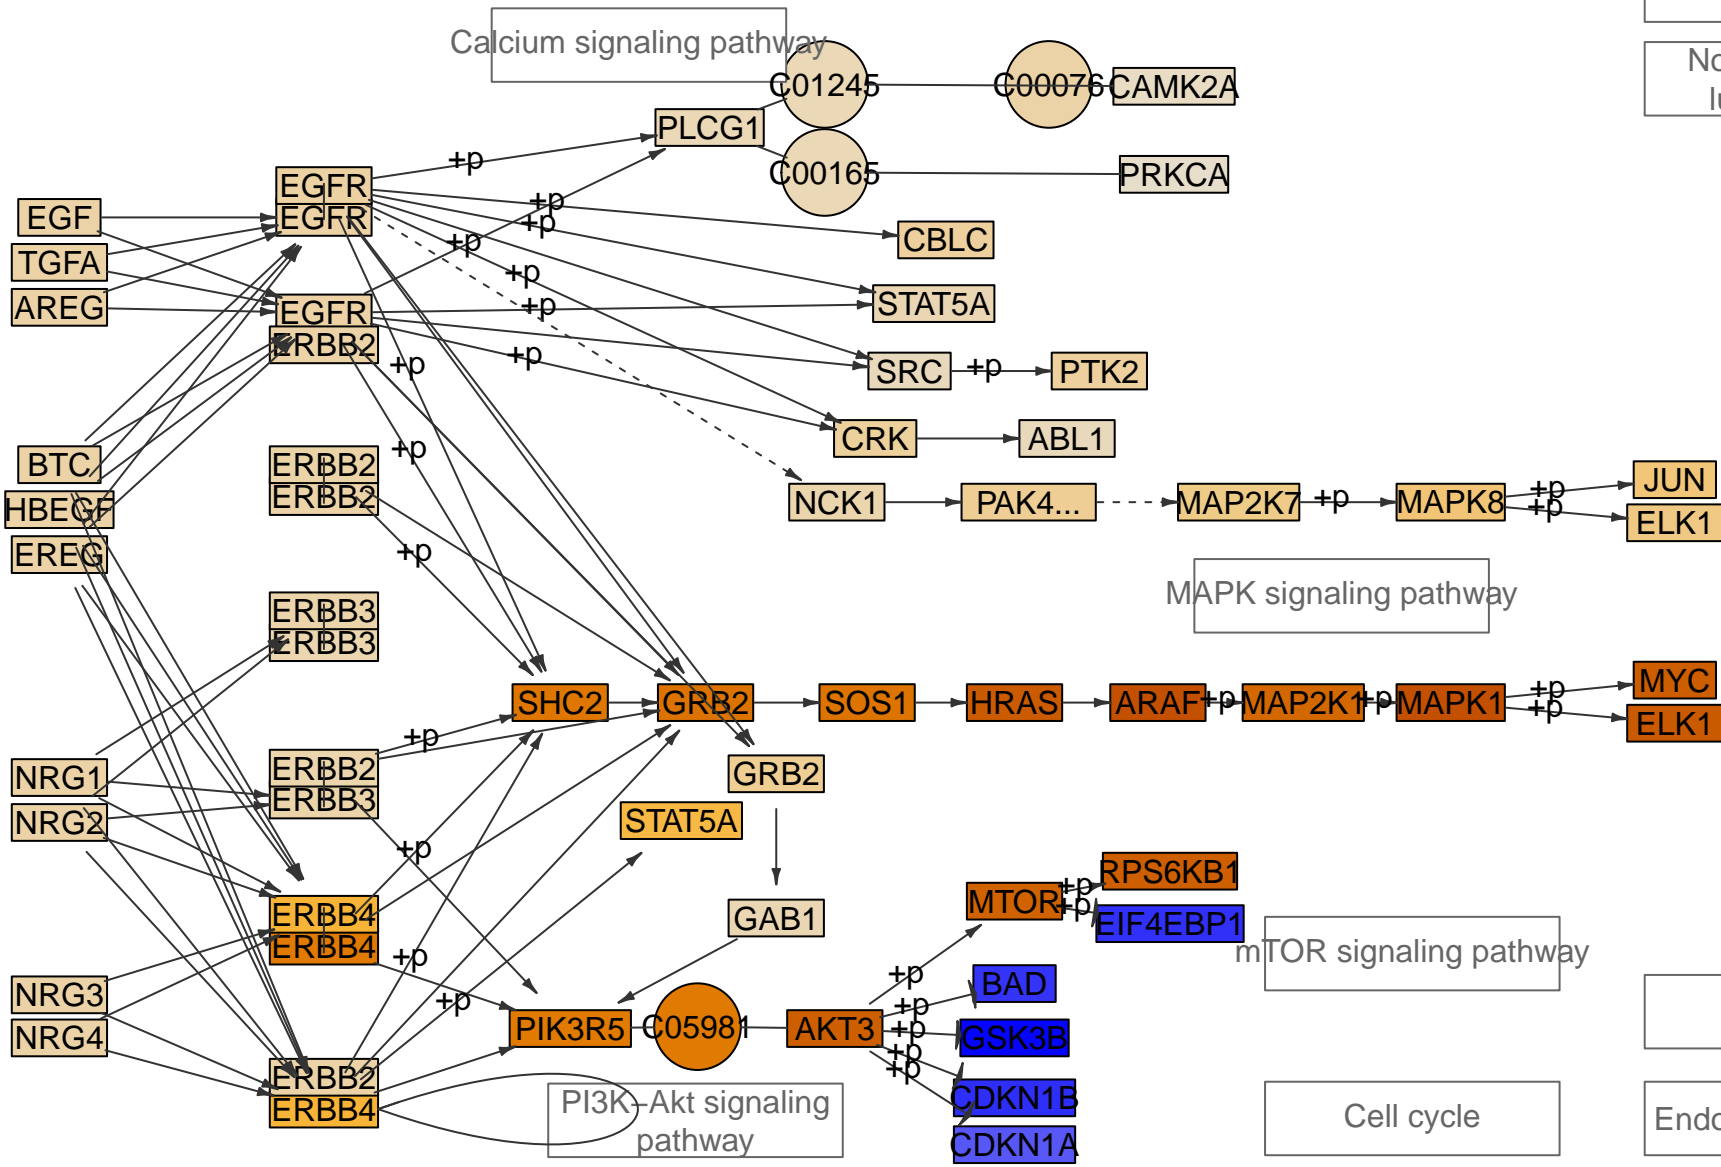 Calcium signaling pathway
No
lu
C01245
C00076
CAMK2A
PLCG1
+p
C00165
PRKCA
EGFR
EGFR
EGF
TGFA
AREG
+p
+p
+p
CBLC
+p
+p
STAT5A
EGFR
ERBB2
+p
+p
SRC
+p
PTK2
CRK
ABL1
BTC
HBEGF
EREG
ERBB2
ERBB2
+p
NCK1
PAK4...
MAP2K7
+p
MAPK8
+p
+p
JUN
ELK1
+p
MAPK signaling pathway
ERBB3
ERBB3
SHC2
GRB2
SOS1
HRAS
ARAF
+p
MAP2K1
+p
MAPK1
+p
+p
MYC
ELK1
+p
NRG1
NRG2
ERBB2
ERBB3
GRB2
STAT5A
+p
ERBB4
ERBB4
GAB1
MTOR
+p
+p
RPS6KB1
EIF4EBP1
mTOR signaling pathway
+p
+p
NRG3
NRG4
+p
PIK3R5
C05981
AKT3
+p
+p
+p
+p
BAD
GSK3B
CDKN1B
CDKN1A
ERBB2
ERBB4
PI3K–Akt signaling
pathway
Cell cycle
Endo